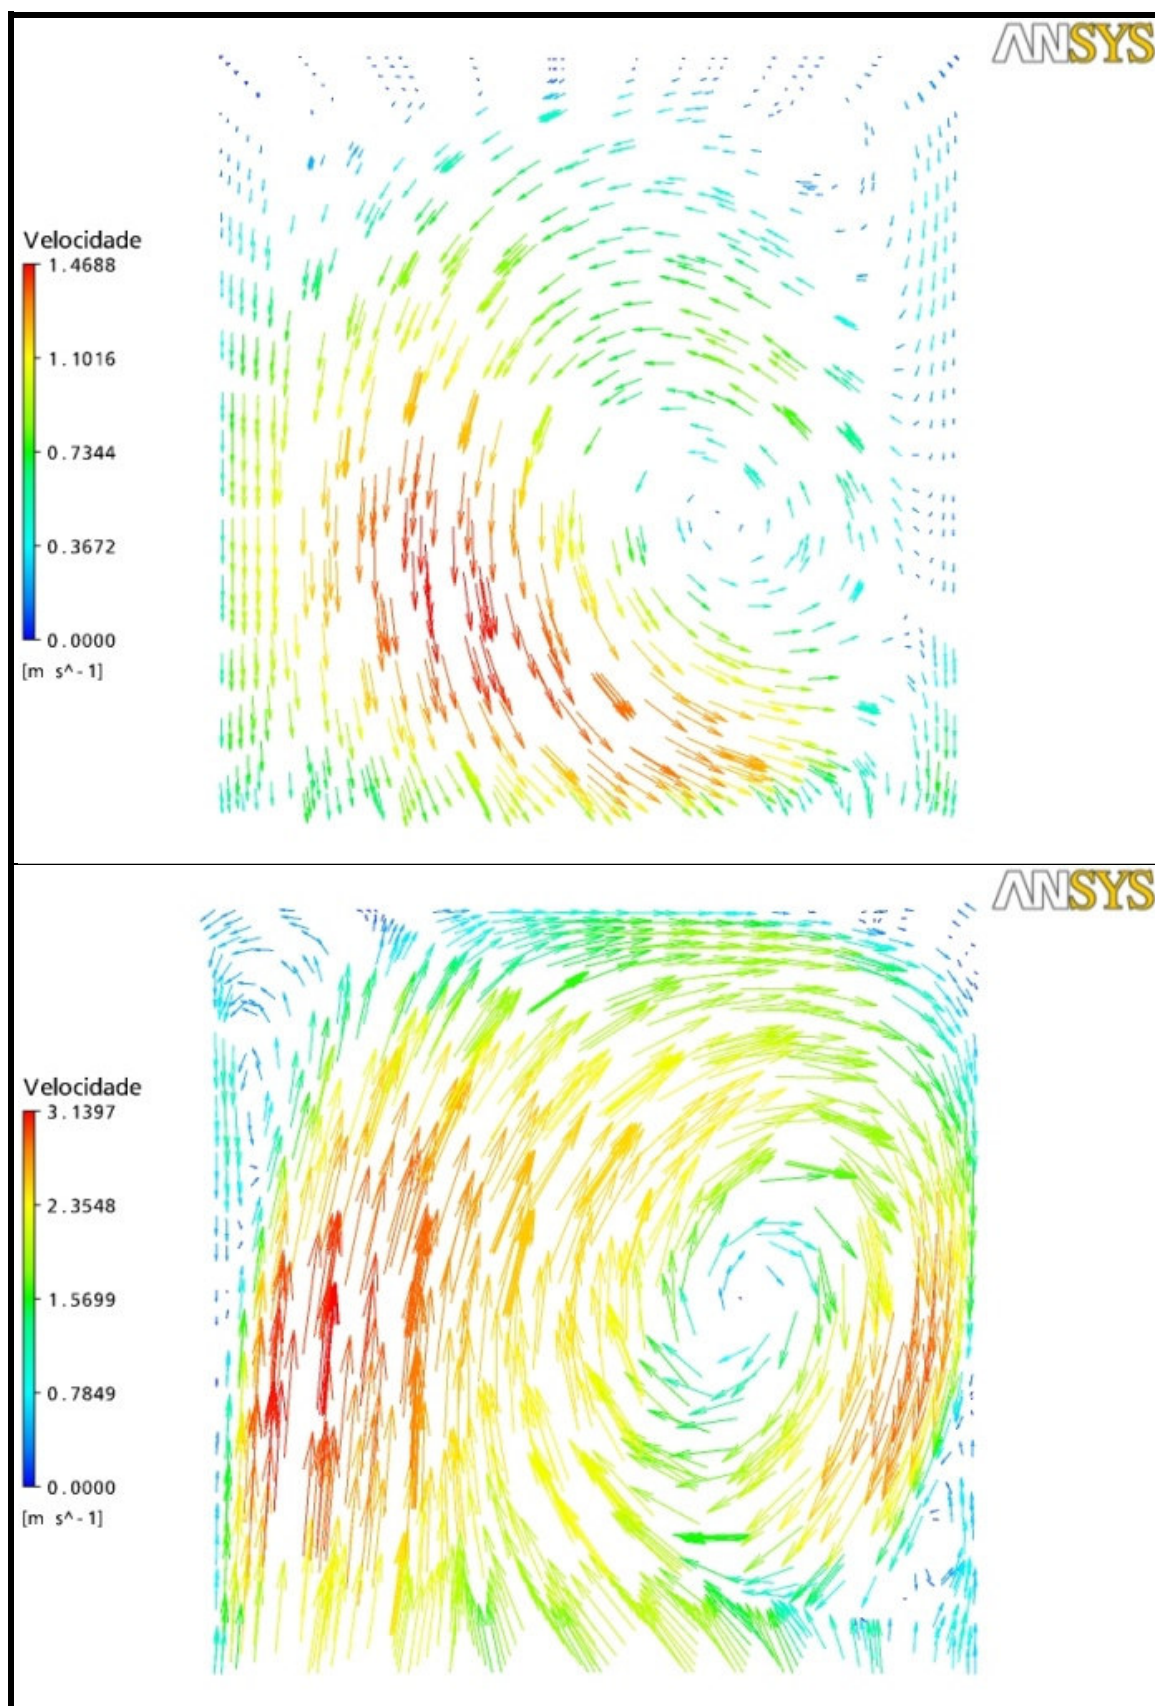 ANSYS
Velocidade
1.4688
1.1016
0.7344
0.3672
0.0000
[m s^-1]
ANSYS
Velocidade
3.1397
2.3548
1.5699
0.7849
0.0000
[m s^-1]